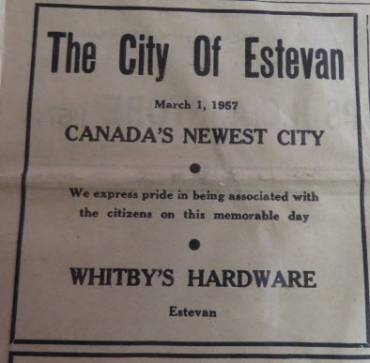 The City Of Estevan
March 1, 1957
CANADA'S NEWEST CITY
We express pride in being associated with
the citizens on this memorable day
WHITBY'S HARDWARE
Estevan